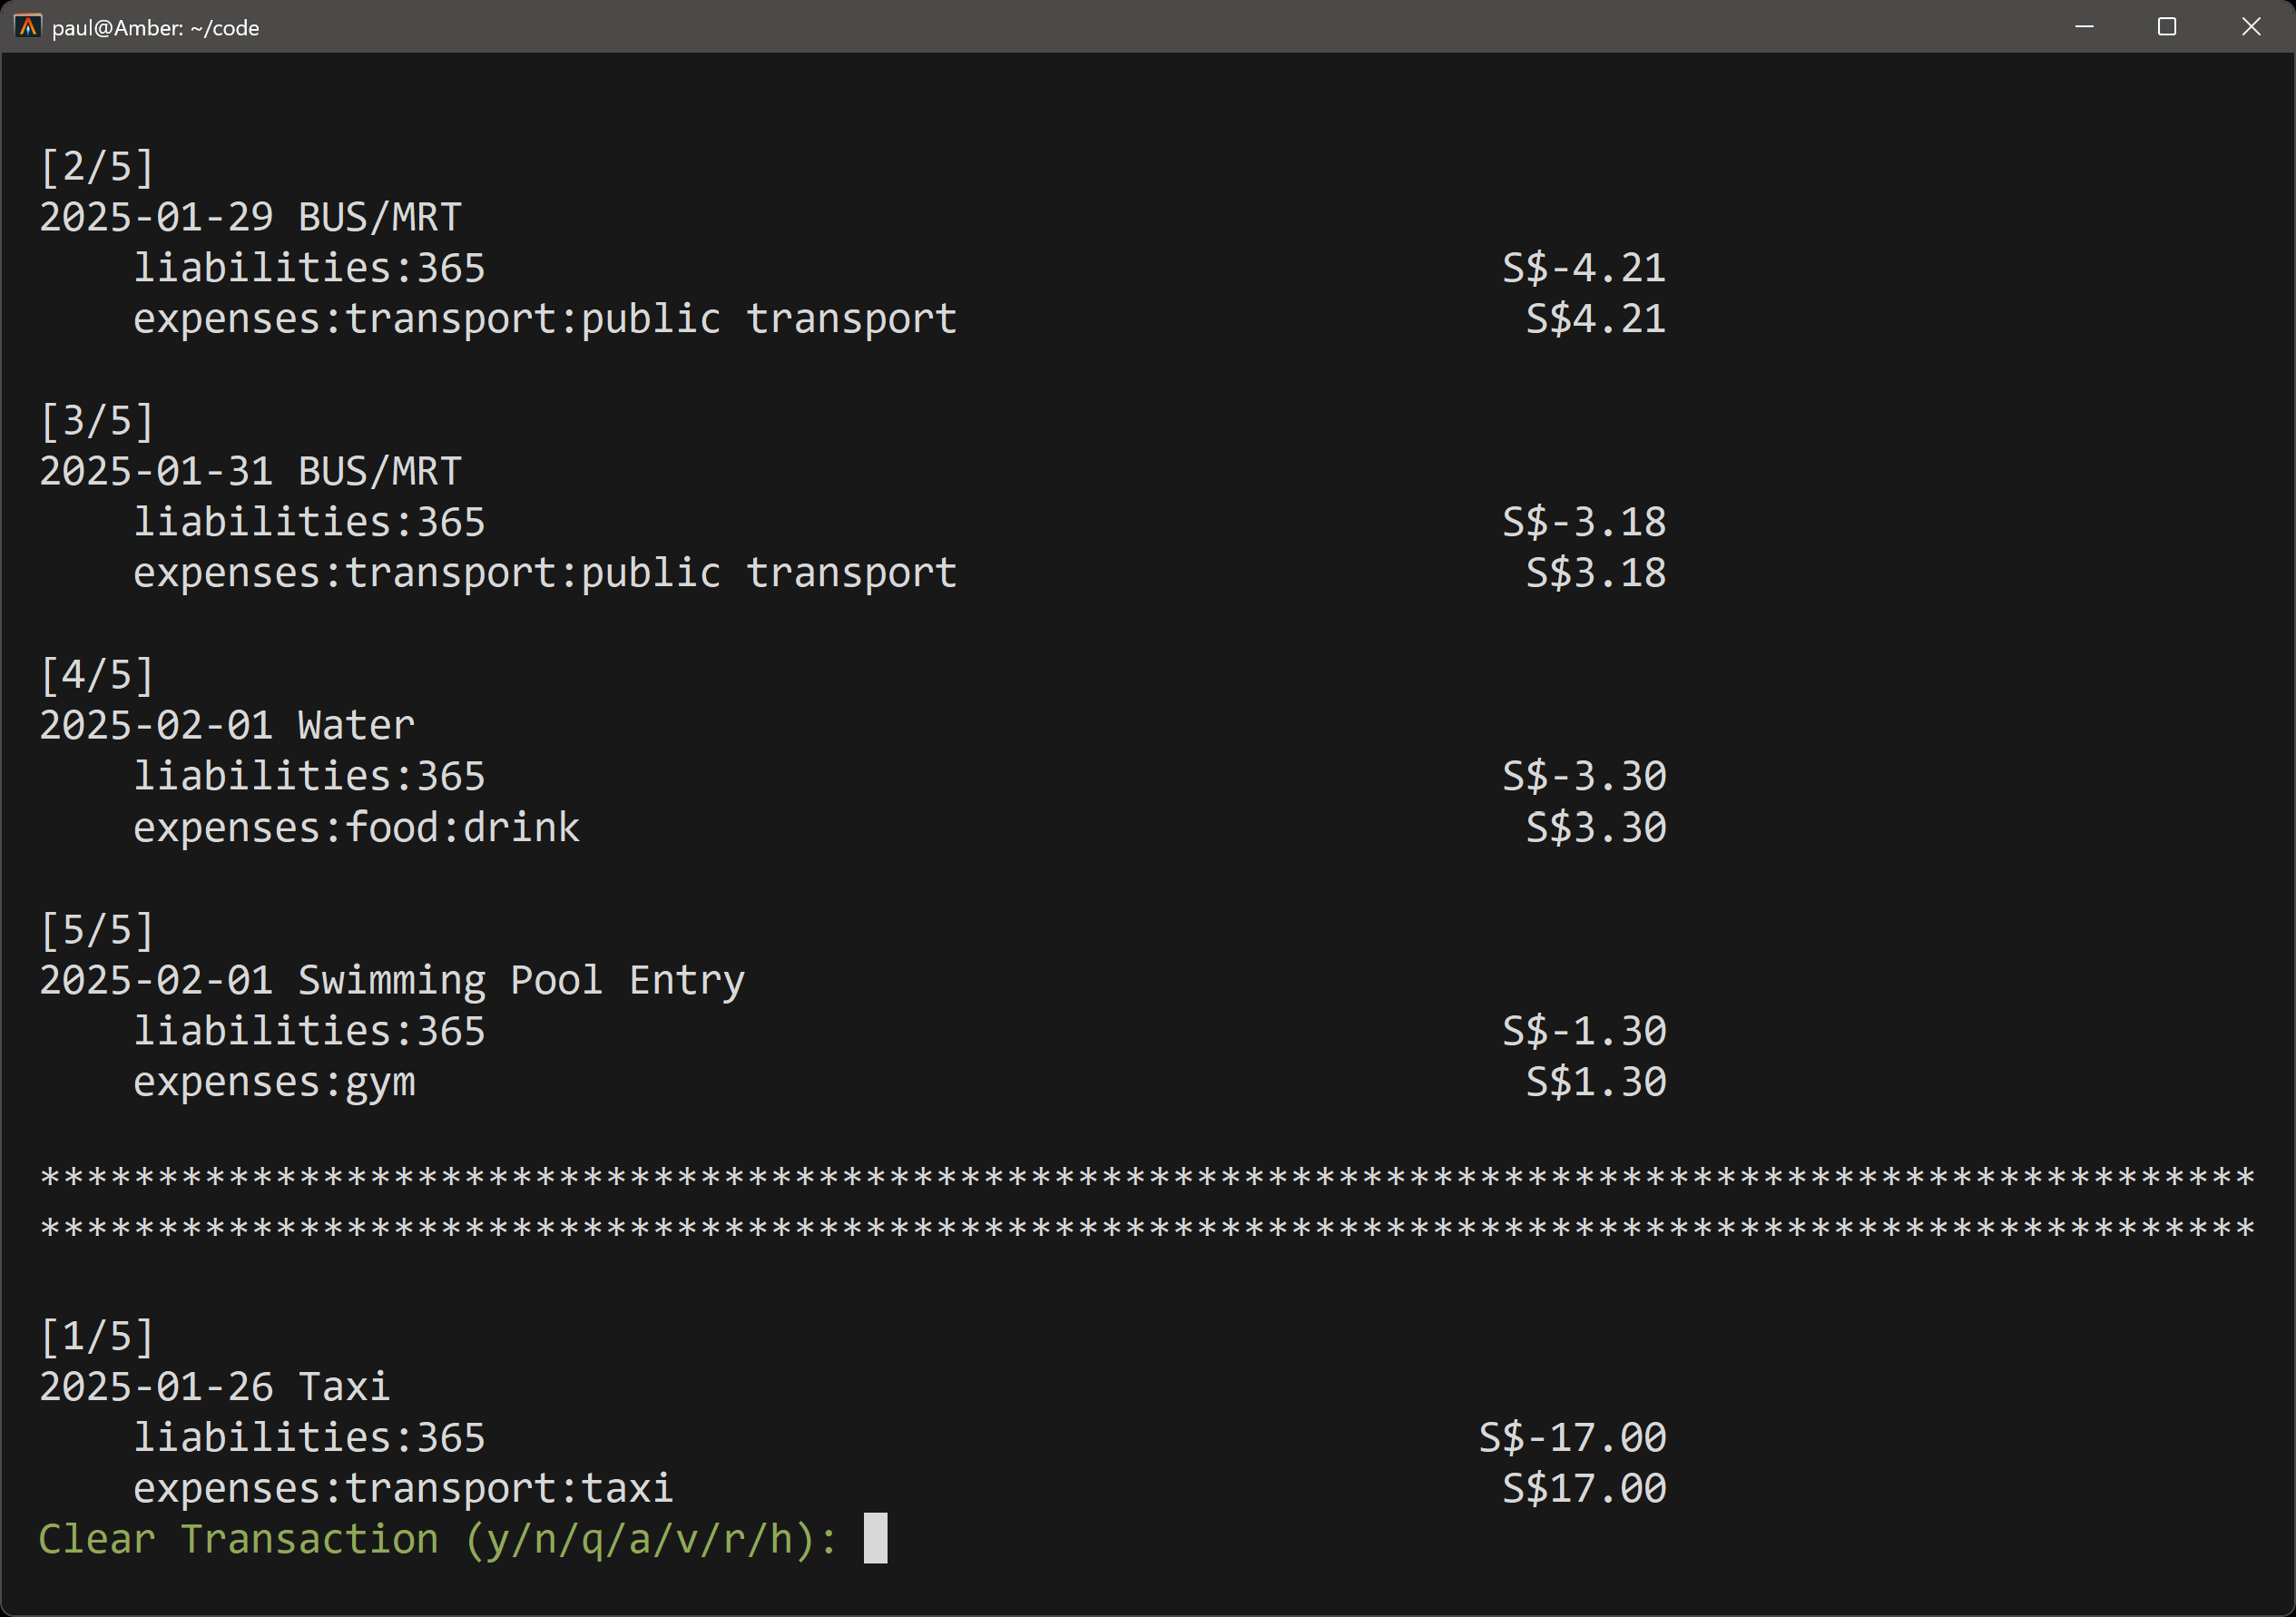 paul@Amber: ~/code
[2/5]
2025-01-29 BUS/MRT
liabilities:365 S$-4.21
expenses:transport:public transport S$4.21
[3/5]
2025-01-31 BUS/MRT
liabilities:365 S$-3.18
expenses:transport:public transport S$3.18
[4/5]
2025-02-01 Water
liabilities:365 S$-3.30
expenses:food:drink S$3.30
[5/5]
2025-02-01 Swimming Pool Entry
liabilities:365 S$-1.30
expenses:gym S$1.30
**********************************************************************************************
**********************************************************************************************
[1/5]
2025-01-26 Taxi
liabilities:365 S$-17.00
expenses:transport:taxi S$17.00
Clear Transaction (y/n/q/a/v/r/h):